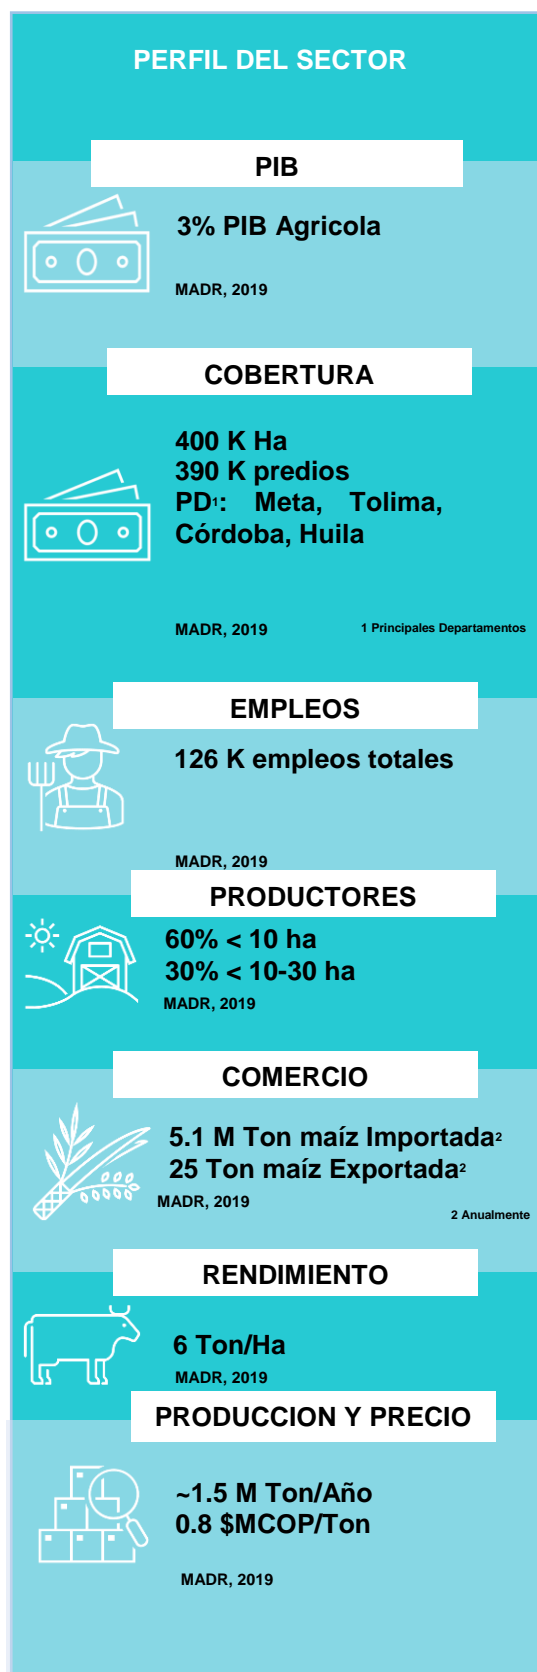 PERFIL DEL SECTOR
PIB
3% PIB Agricola
MADR, 2019
COBERTURA
400 K Ha
390 K predios
PD1: Meta, Tolima,
Córdoba, Huila
MADR, 2019
1 Principales Departamentos
EMPLEOS
126 K empleos totales
MADR, 2019
PRODUCTORES
60% < 10 ha
30% < 10-30 ha
MADR, 2019
COMERCIO
5.1 M Ton maíz Importada2
25 Ton maíz Exportada2
MADR, 2019
2 Anualmente
RENDIMIENTO
6 Ton/Ha
MADR, 2019
PRODUCCION Y PRECIO
~1.5 M Ton/Año
0.8 $MCOP/Ton
MADR, 2019